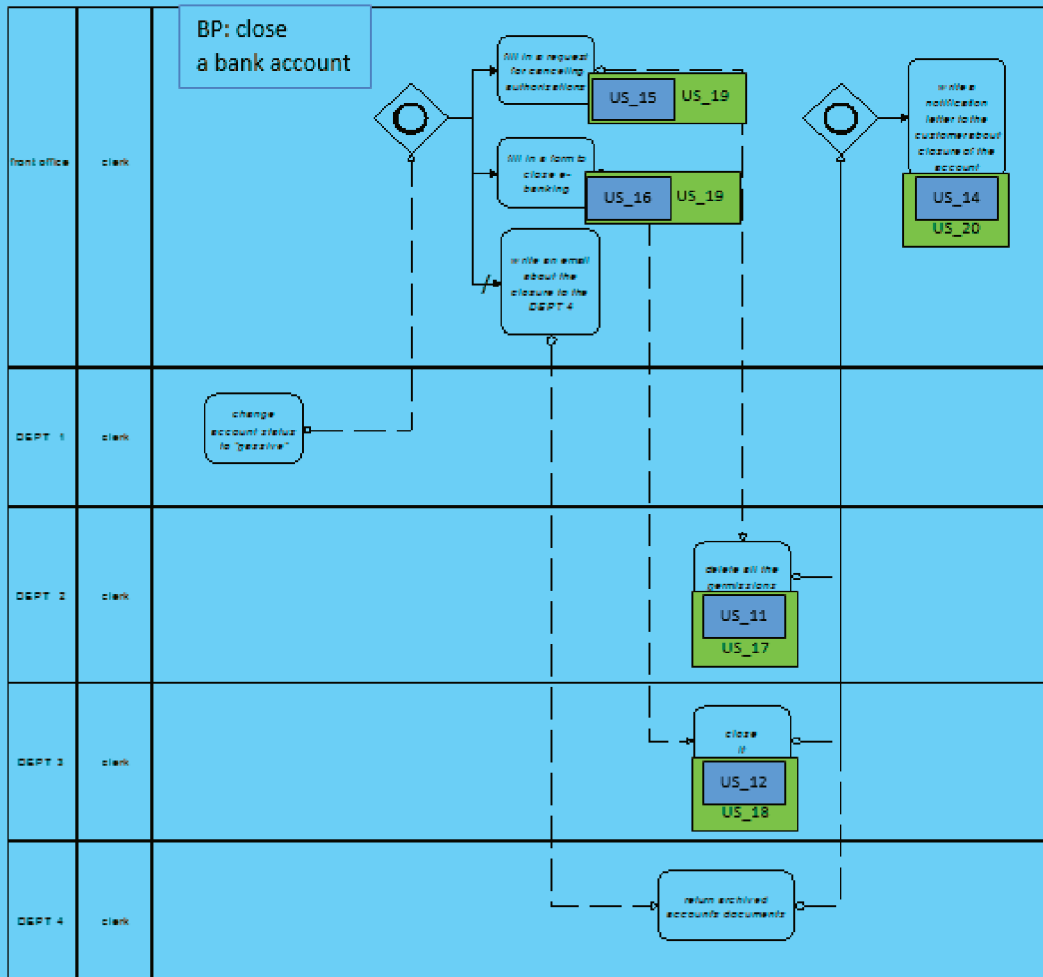 BP: close
a bank account
front office
clerk
fill in a request
for canceling
authorizations
US_15
US_19
fill in a form to
close e-
banking
US_16
US_19
write an email
about the
closure to the
DEPT 4
write a
notification
letter to the
customer about
closure of the
account
US_14
US_20
DEPT 1
clerk
change
account status
to "passive"
DEPT 2
clerk
delete all the
permissions
US_11
US_17
DEPT 3
clerk
close
it
US_12
US_18
DEPT 4
clerk
return archived
accounts documents